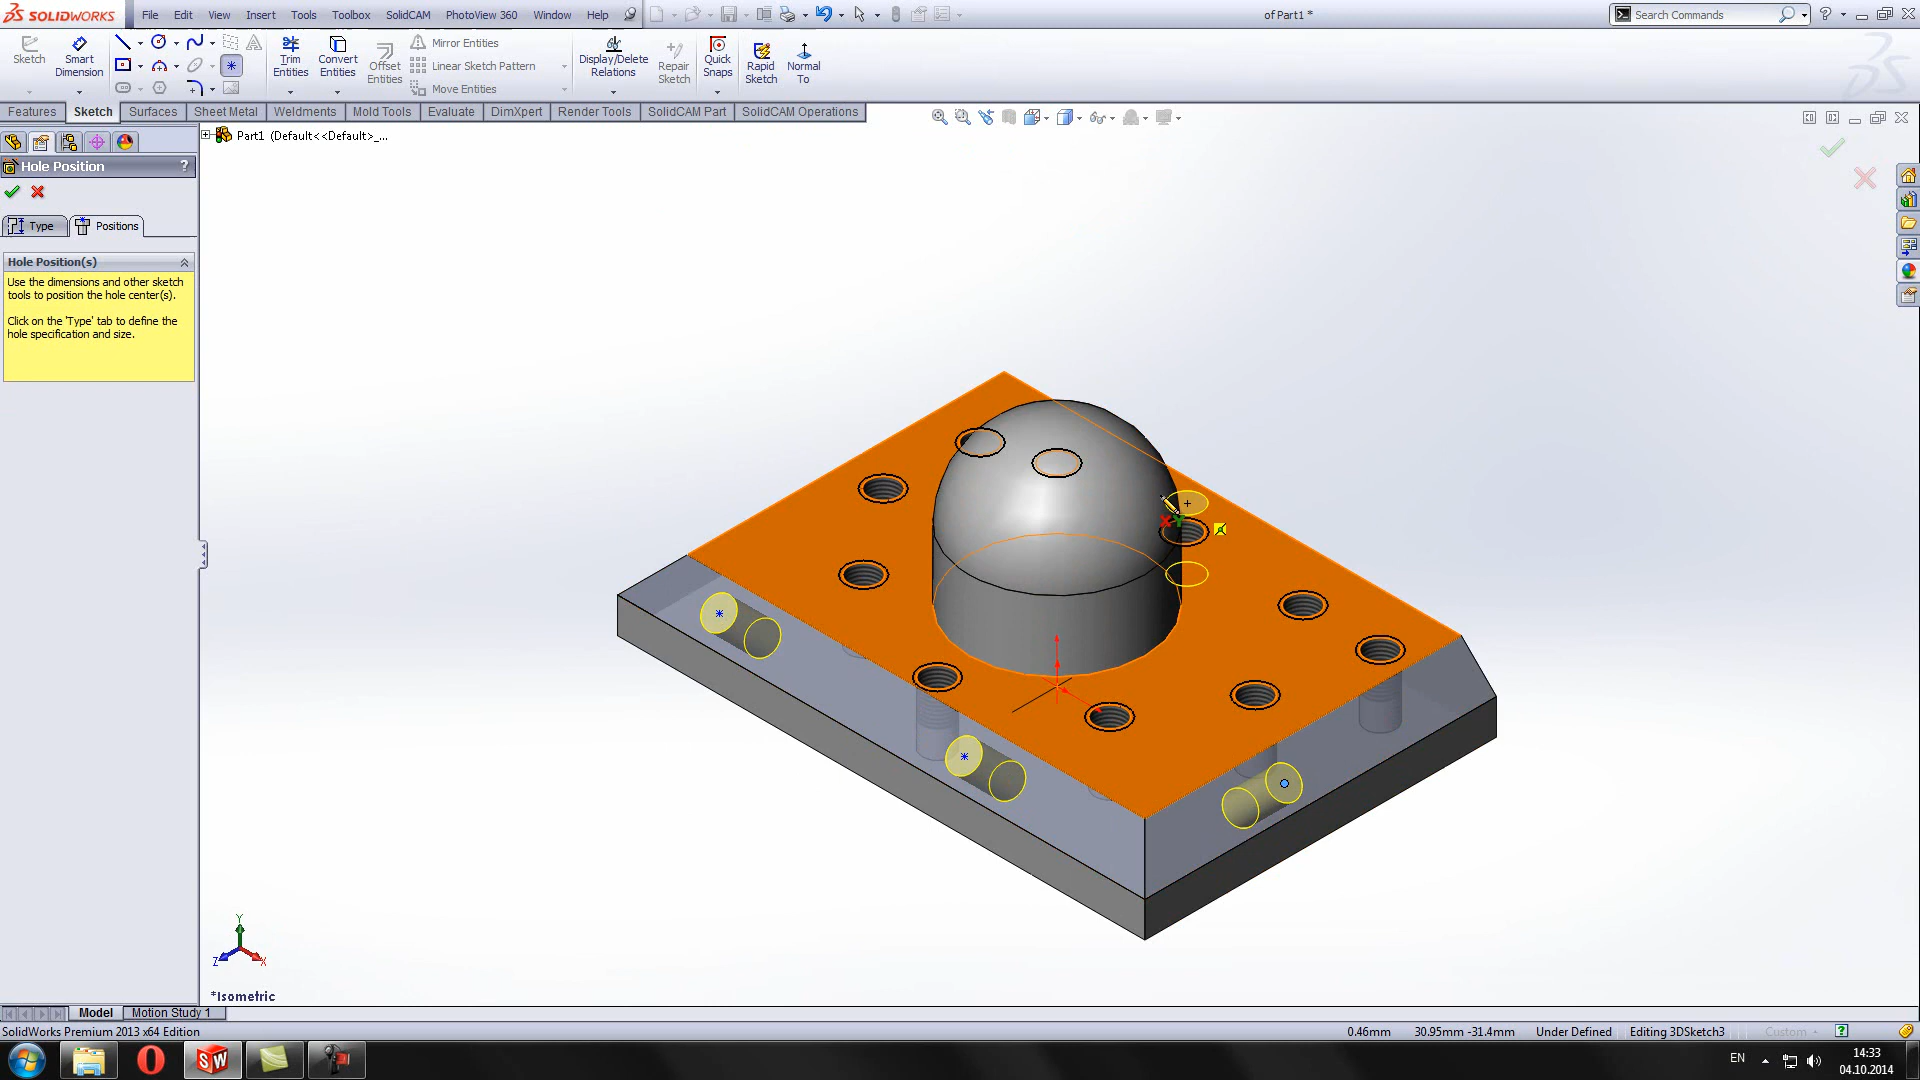 SOLIDWORKS File Edit View Insert Tools Toolbox SolidCAM PhotoView 360 Window Help of Part1 * Search Commands
Sketch Smart Dimension Trim Entities Convert Entities Offset Entities Mirror Entities Linear Sketch Pattern Move Entities Display/Delete Relations Repair Sketch Quick Snaps Rapid Sketch Normal To
Features Sketch Surfaces Sheet Metal Weldments Mold Tools Evaluate DimXpert Render Tools SolidCAM Part SolidCAM Operations
Part1 (Default<<Default>_...
Hole Position ?
Type Positions
Hole Position(s)
Use the dimensions and other sketch
tools to position the hole center(s).
Click on the 'Type' tab to define the
hole specification and size.
X Y
Y
Z X
*Isometric
Model Motion Study 1
SolidWorks Premium 2013 x64 Edition 0.46mm 30.95mm -31.4mm Under Defined Editing 3DSketch3 Custom
SW EN 14:33
04.10.2014